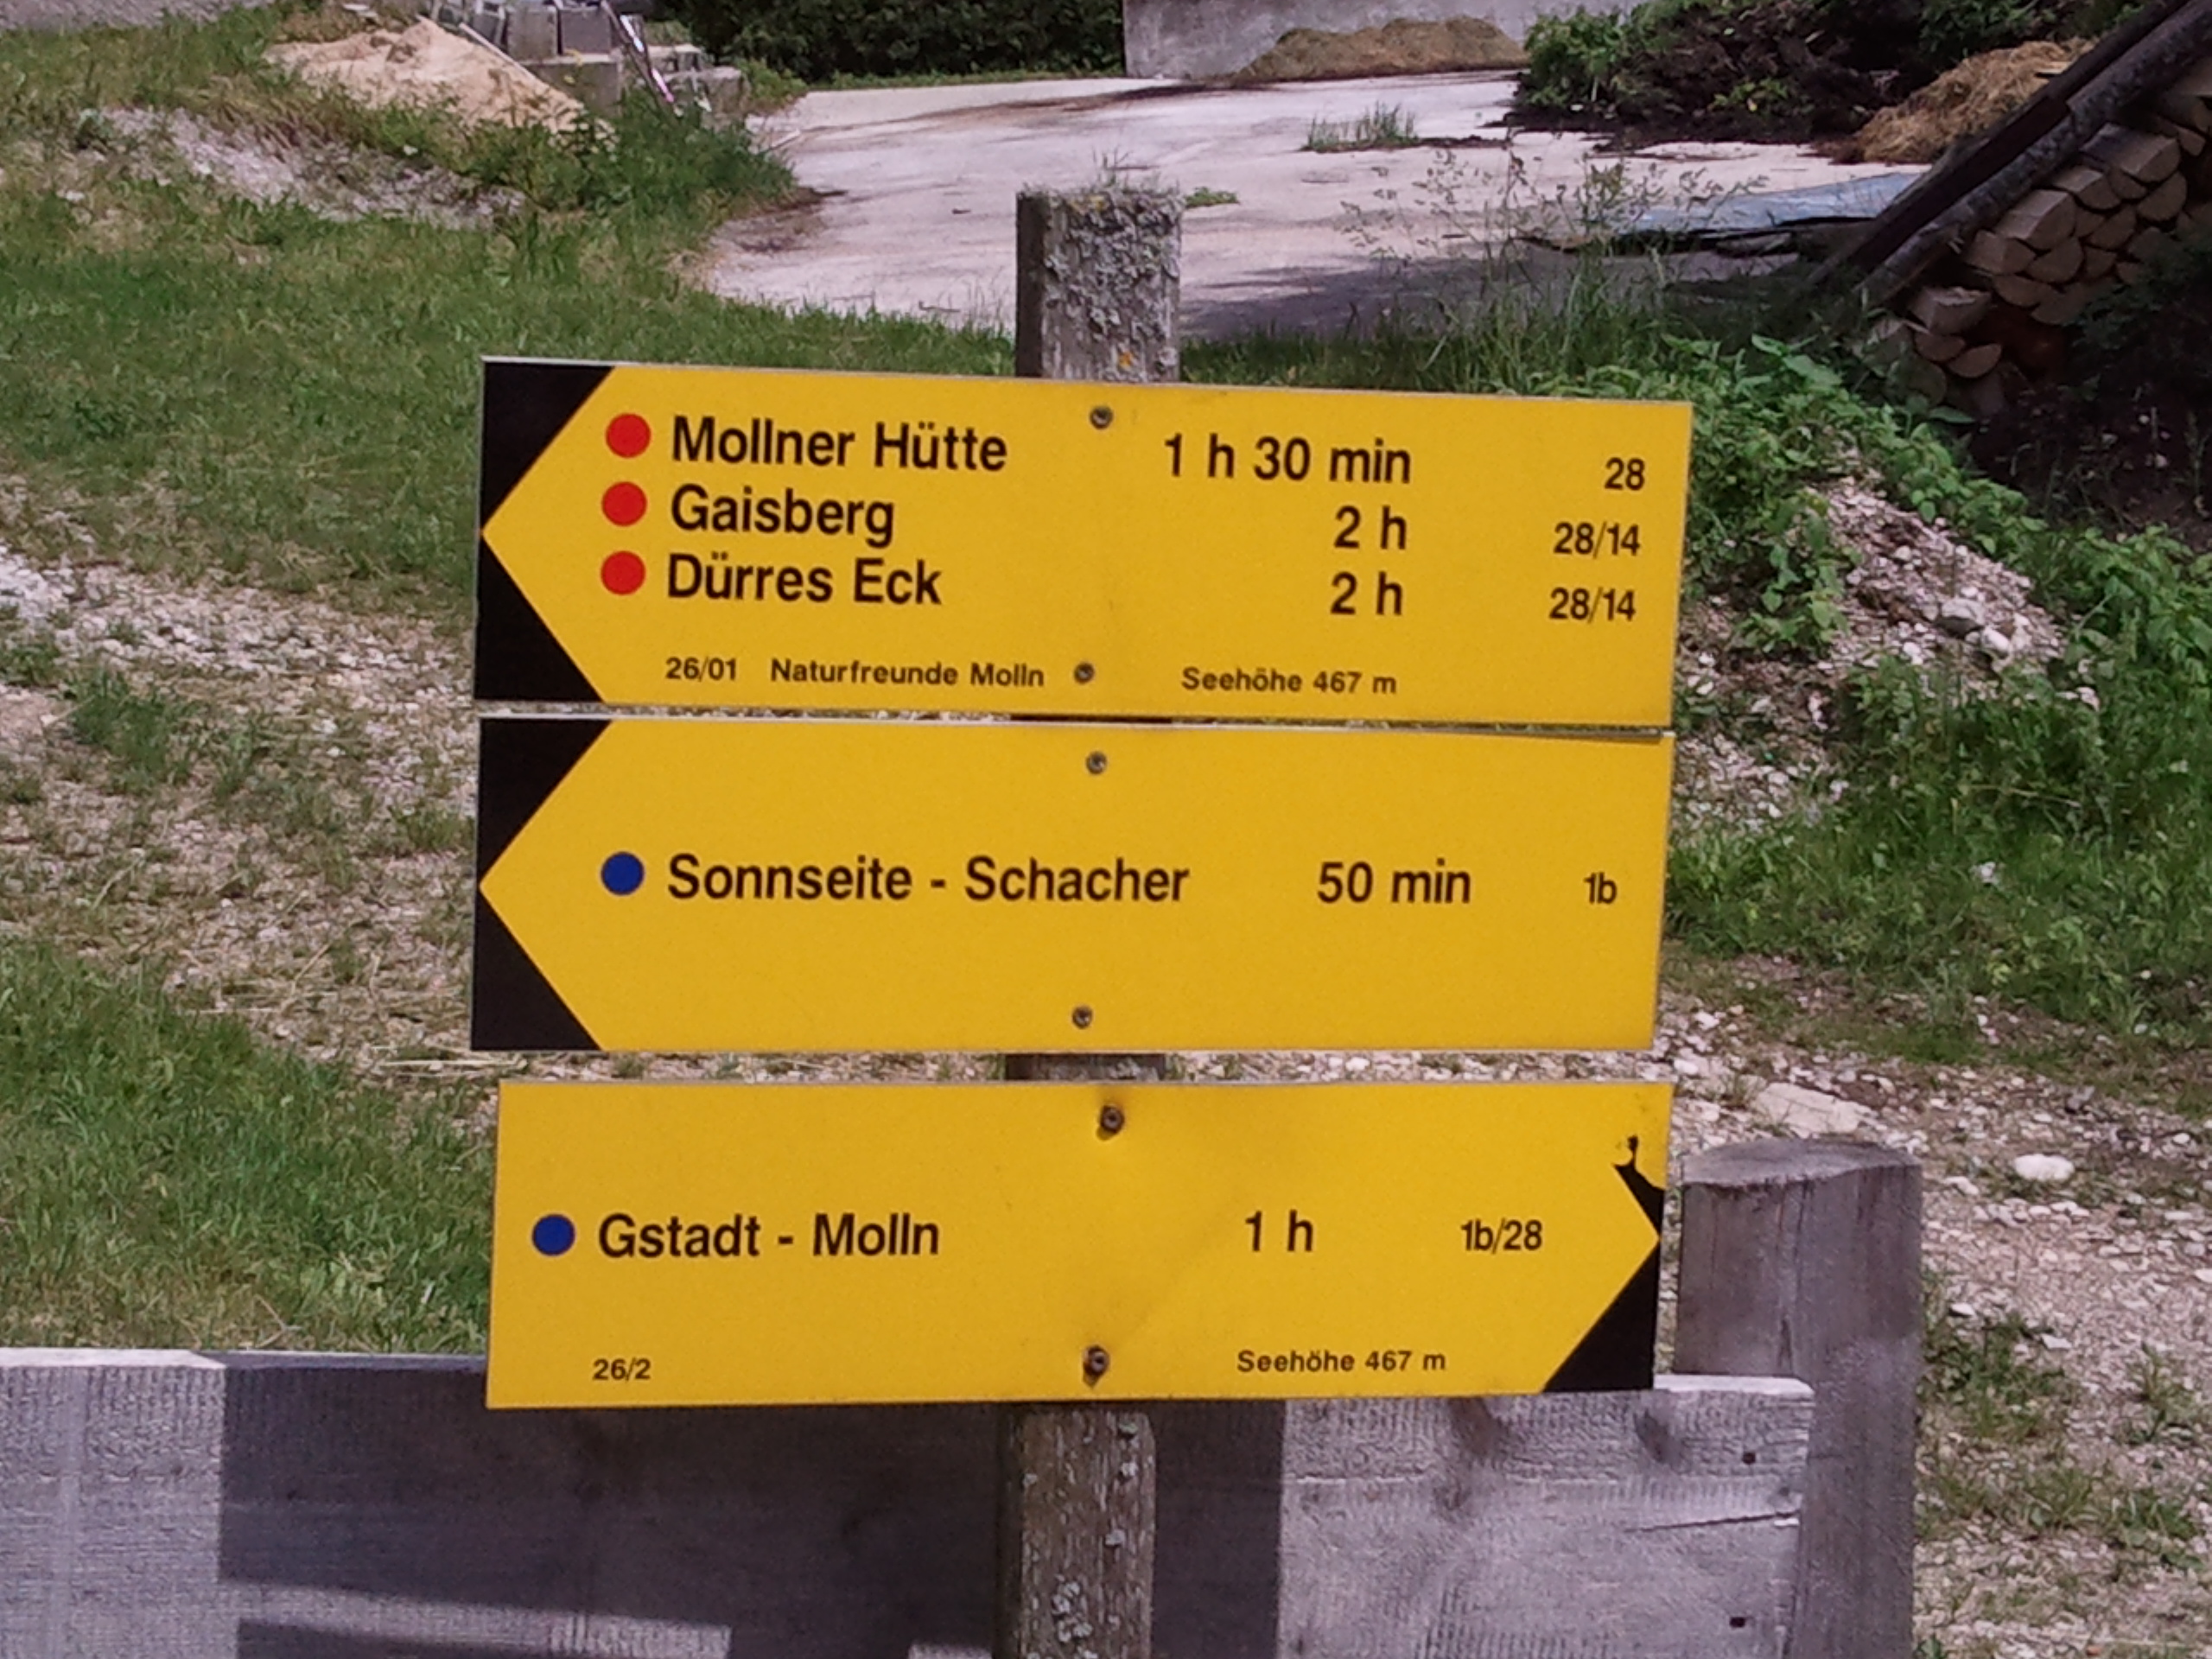 Mollner Hütte 1 h 30 min 28
Gaisberg 2 h 28/14
Dürres Eck 2 h 28/14
26/01 Naturfreunde Molln Seehöhe 467 m
Sonnseite - Schacher 50 min 1b
Gstadt - Molln 1 h 1b/28
26/2 Seehöhe 467 m